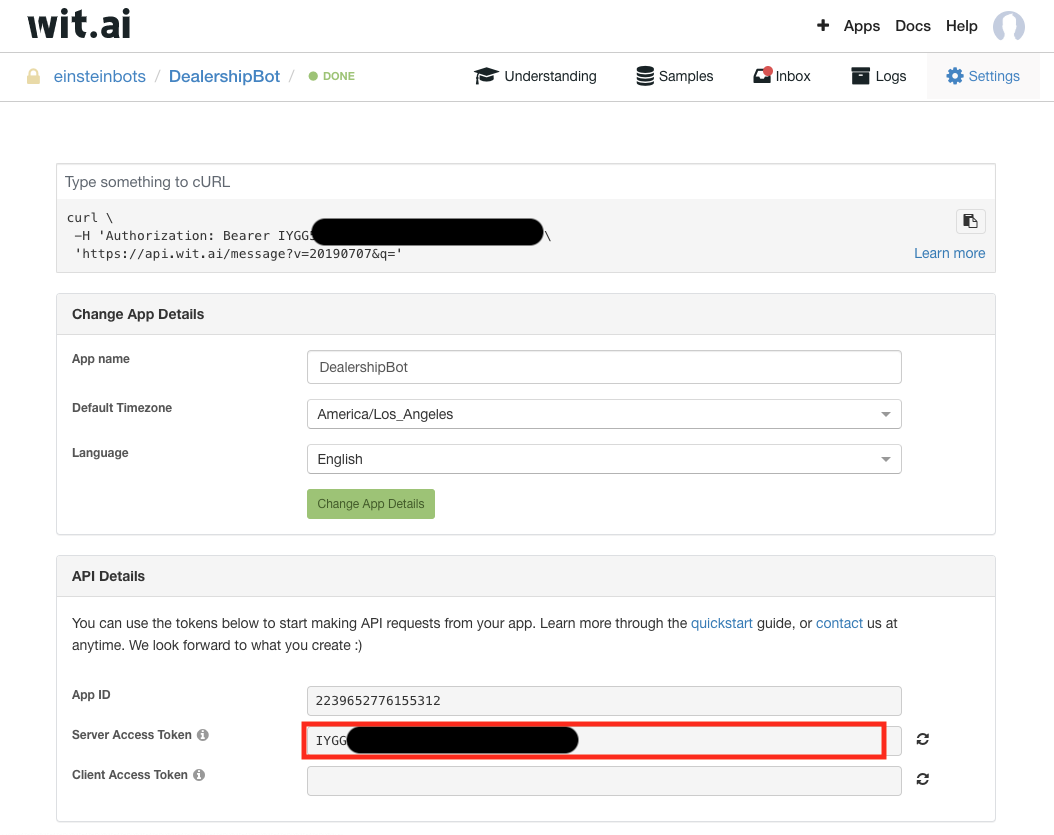 wit.ai
+ Apps Docs Help
einsteinbots / DealershipBot / DONE Understanding Samples Inbox Logs Settings
Type something to cURL
curl \
-H 'Authorization: Bearer IYGG \
'https://api.wit.ai/message?v=20190707&q='
Learn more
Change App Details
App name DealershipBot
Default Timezone America/Los_Angeles
Language English
Change App Details
API Details
You can use the tokens below to start making API requests from your app. Learn more through the quickstart guide, or contact us at
anytime. We look forward to what you create :)
App ID 2239652776155312
Server Access Token IYGG
Client Access Token